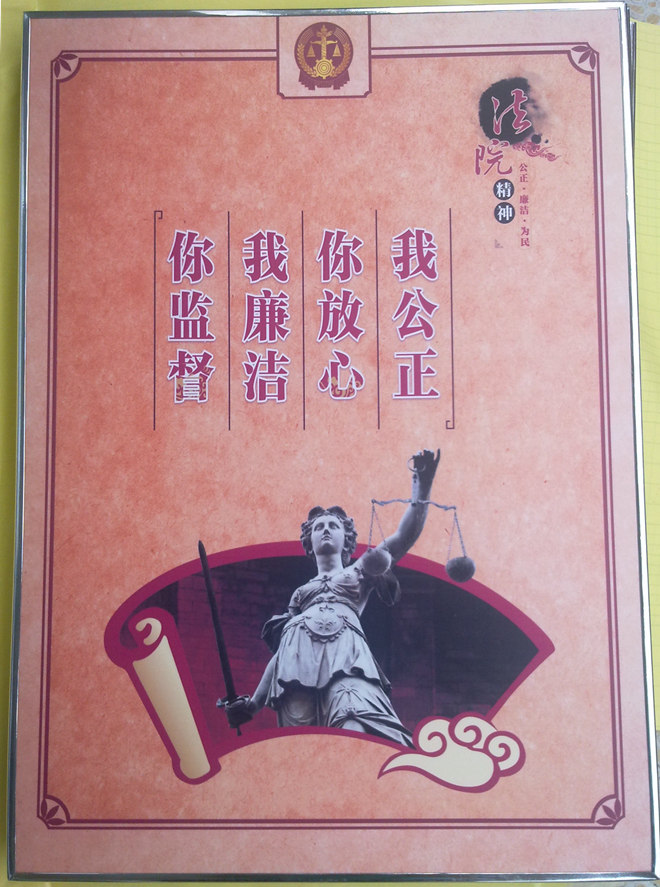 法院
精神
公正·廉洁·为民
我公正
你放心
我廉洁
你监督